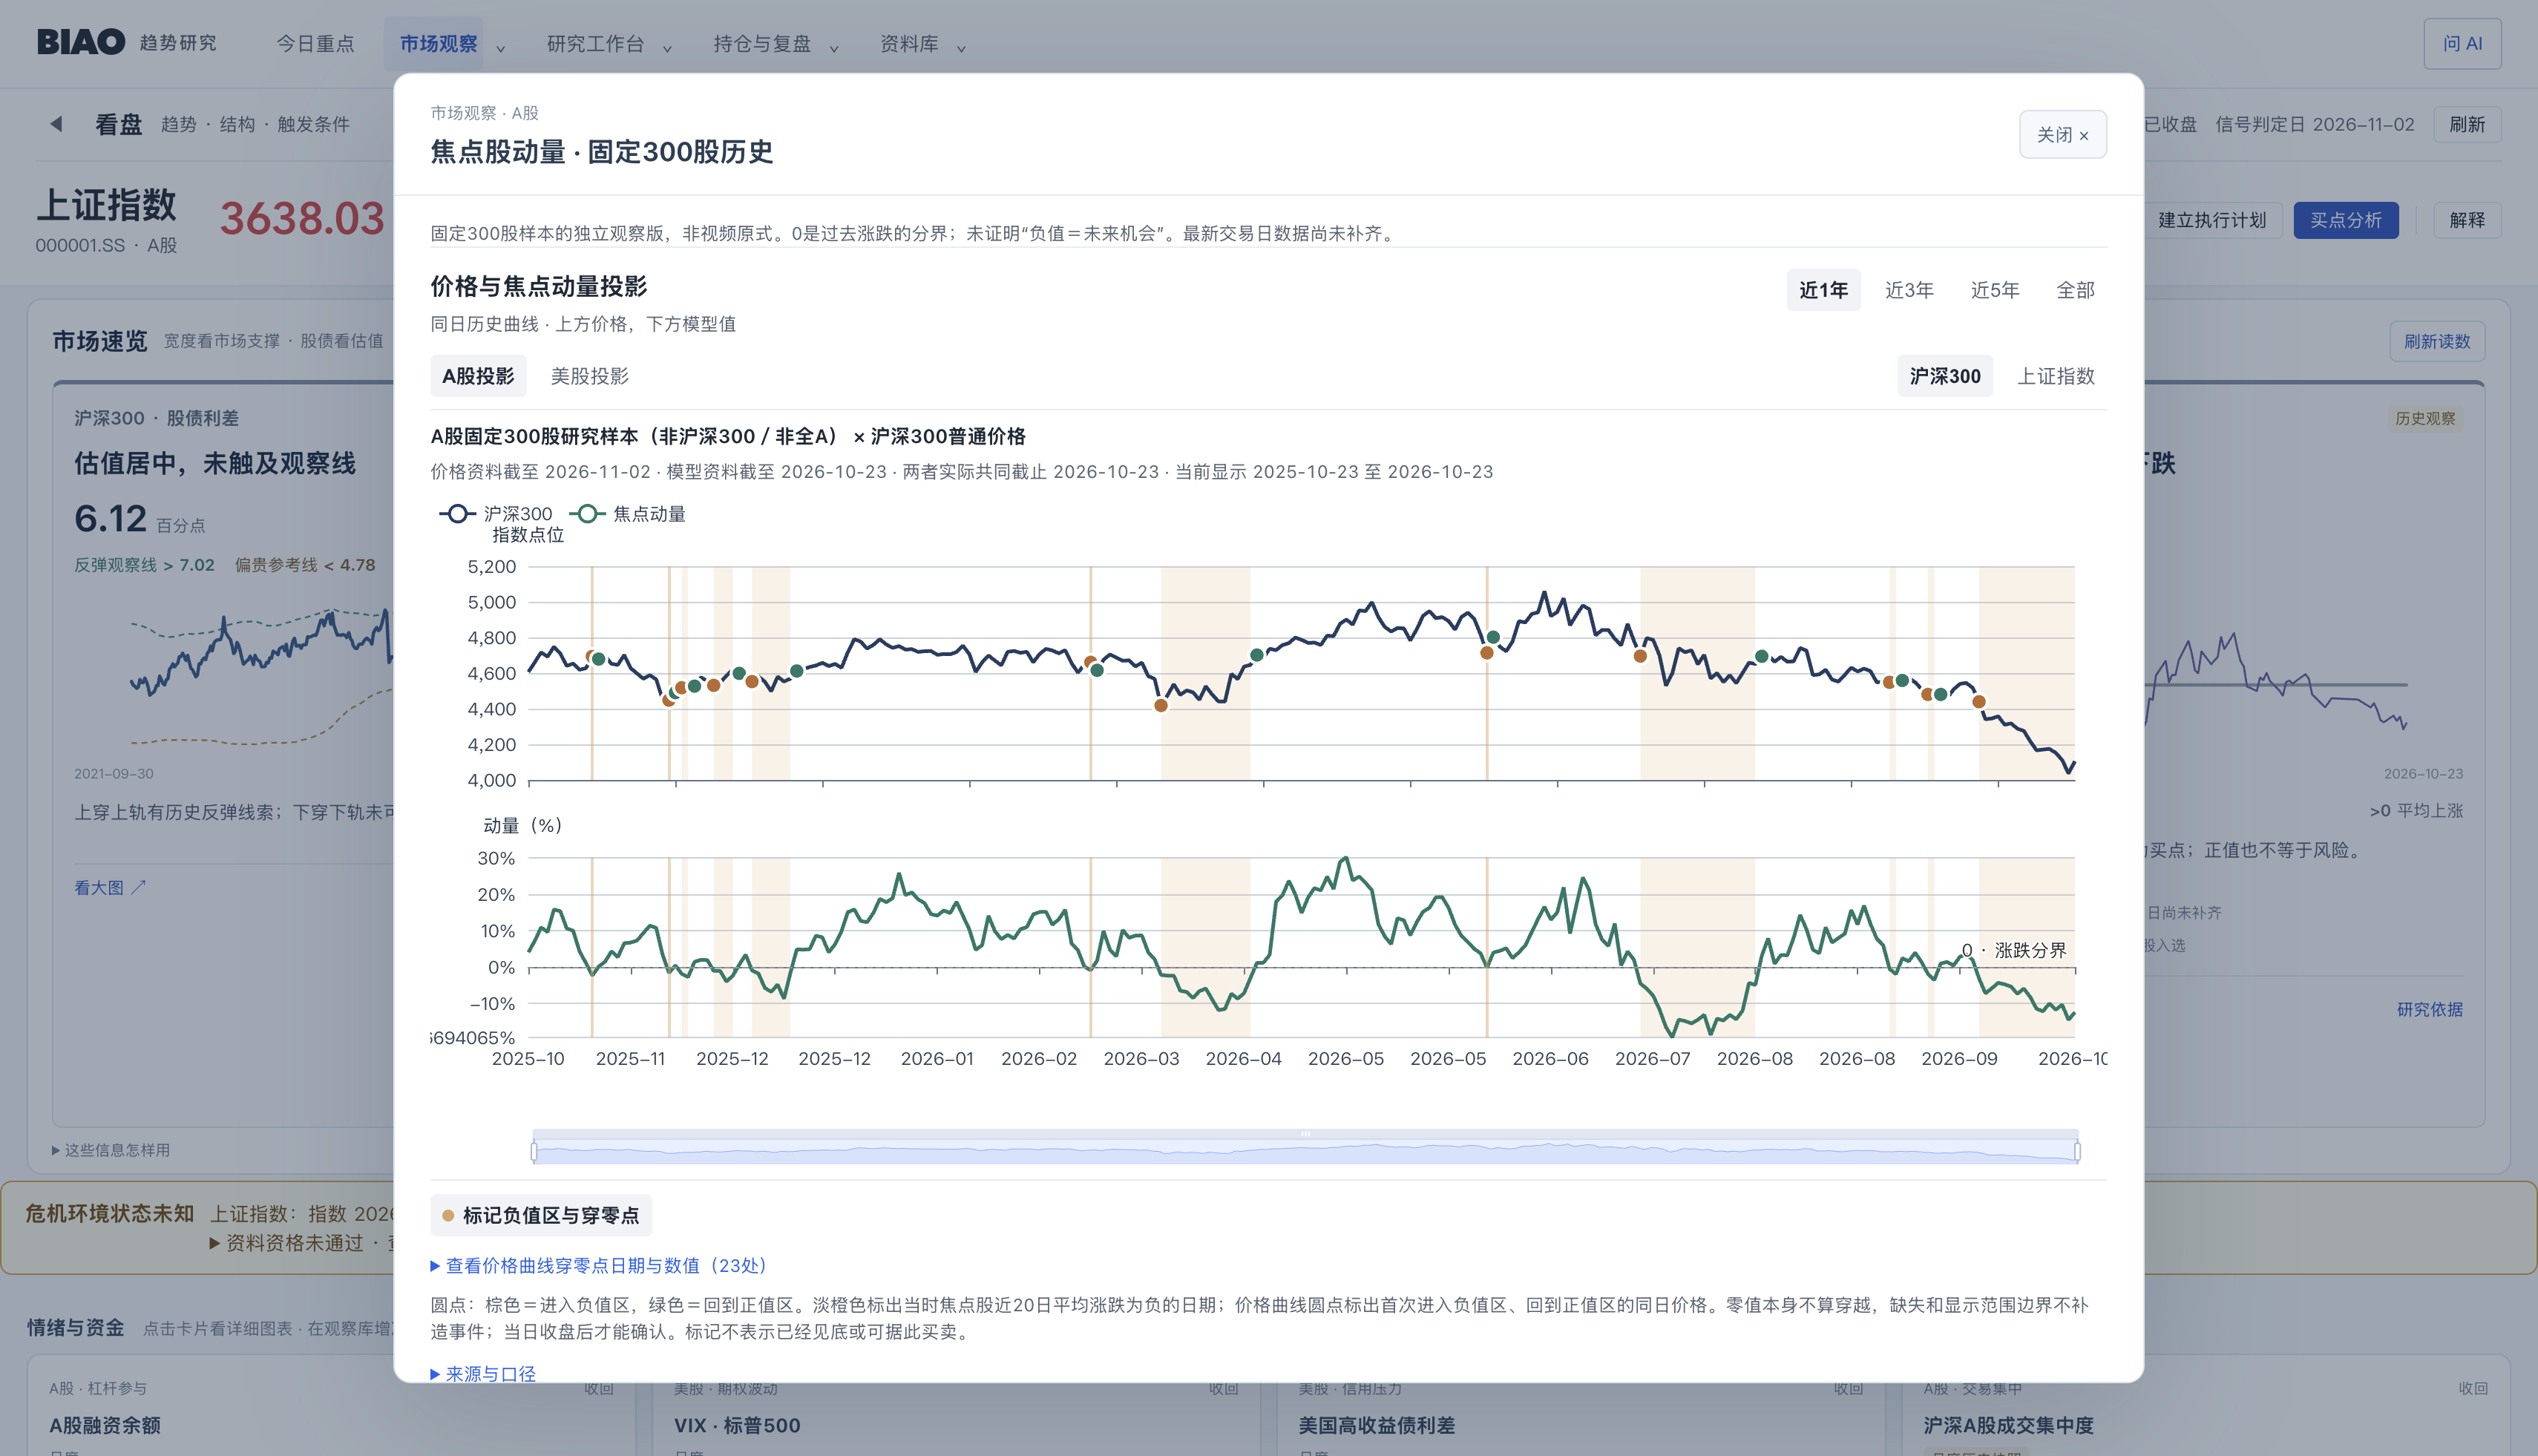 BIAO 趋势研究 今日重点 市场观察 研究工作台 持仓与复盘 资料库 问 AI
看盘 趋势 · 结构 · 触发条件 已收盘 信号判定日 2026-11-02 刷新
上证指数 3638.03
000001.SS · A股
建立执行计划 买点分析 解释
市场速览 宽度看市场支撑 · 股债看估值 刷新读数
沪深300 · 股债利差
估值居中，未触及观察线
6.12 百分点
反弹观察线 > 7.02 偏贵参考线 < 4.78
2021-09-30
上穿上轨有历史反弹线索；下穿下轨未
看大图 ↗
▶ 这些信息怎样用
历史观察
跌
2026-10-23
>0 平均上涨
买点；正值也不等于风险。
日尚未补齐
股入选
研究依据
市场观察 · A股
焦点股动量 · 固定300股历史
关闭 ×
固定300股样本的独立观察版，非视频原式。0是过去涨跌的分界；未证明“负值＝未来机会”。最新交易日数据尚未补齐。
价格与焦点动量投影
近1年 近3年 近5年 全部
同日历史曲线 · 上方价格，下方模型值
A股投影 美股投影
沪深300 上证指数
A股固定300股研究样本（非沪深300 / 非全A） × 沪深300普通价格
价格资料截至 2026-11-02 · 模型资料截至 2026-10-23 · 两者实际共同截止 2026-10-23 · 当前显示 2025-10-23 至 2026-10-23
沪深300 焦点动量
指数点位
5,200
5,000
4,800
4,600
4,400
4,200
4,000
动量（%）
30%
20%
10%
0%
0 · 涨跌分界
-10%
694065%
2025-10 2025-11 2025-12 2025-12 2026-01 2026-02 2026-03 2026-04 2026-05 2026-05 2026-06 2026-07 2026-08 2026-08 2026-09 2026-10
标记负值区与穿零点
▶ 查看价格曲线穿零点日期与数值（23处）
圆点：棕色＝进入负值区，绿色＝回到正值区。淡橙色标出当时焦点股近20日平均涨跌为负的日期；价格曲线圆点标出首次进入负值区、回到正值区的同日价格。零值本身不算穿越，缺失和显示范围边界不补
造事件；当日收盘后才能确认。标记不表示已经见底或可据此买卖。
▶ 来源与口径
危机环境状态未知 上证指数：指数 202
▶ 资料资格未通过 ·
情绪与资金 点击卡片看详细图表 · 在观察库增
A股 · 杠杆参与 收回
A股融资余额
美股 · 期权波动 收回
VIX · 标普500
美股 · 信用压力 收回
美国高收益债利差
A股 · 交易集中 收回
沪深A股成交集中度